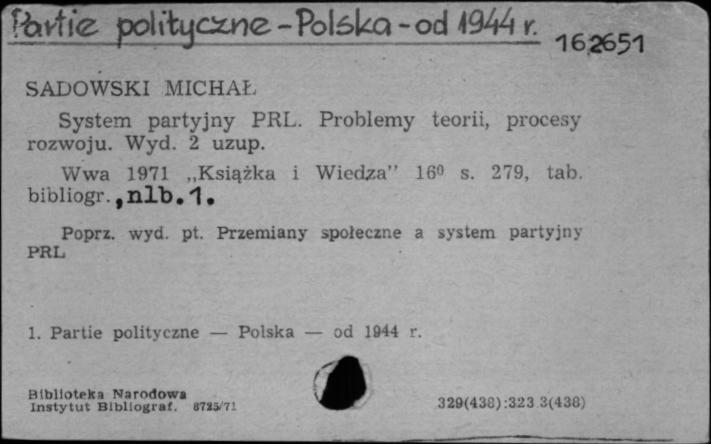 Partie polityczne - Polska - od 1944 r.
162651
SADOWSKI MICHAŁ
System partyjny PRL. Problemy teorii, procesy
rozwoju. Wyd. 2 uzup.
Wwa 1971 „Książka i Wiedza” 16⁰ s. 279, tab.
bibliogr., nlb. 1.
Poprz. wyd. pt. Przemiany społeczne a system partyjny
PRL
1. Partie polityczne — Polska — od 1944 r.
Biblioteka Narodowa
Instytut Bibliograf. 8725/71
329(438):323.3(438)